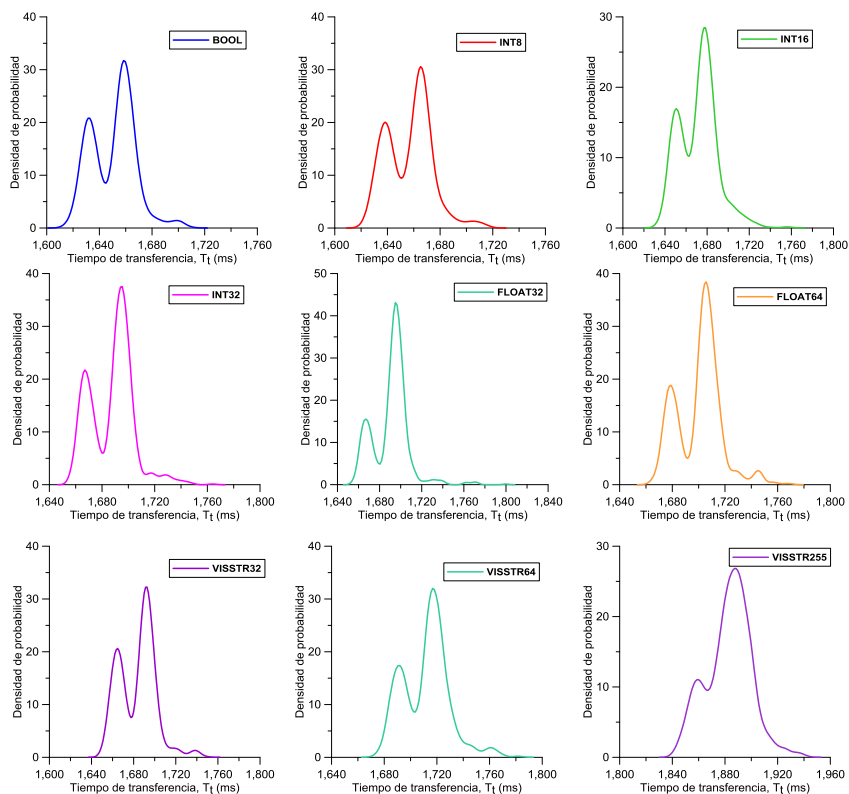 BOOL
Densidad de probabilidad
40
30
20
10
0
1,600 1,640 1,680 1,720 1,760
Tiempo de transferencia, Tt (ms)
INT8
Densidad de probabilidad
40
30
20
10
0
1,600 1,640 1,680 1,720 1,760
Tiempo de transferencia, Tt (ms)
INT16
Densidad de probabilidad
30
20
10
0
1,600 1,640 1,680 1,720 1,760 1,800
Tiempo de transferencia, Tt (ms)
INT32
Densidad de probabilidad
40
30
20
10
0
1,640 1,680 1,720 1,760 1,800
Tiempo de transferencia, Tt (ms)
FLOAT32
Densidad de probabilidad
50
40
30
20
10
0
1,640 1,680 1,720 1,760 1,800 1,840
Tiempo de transferencia, Tt (ms)
FLOAT64
Densidad de probabilidad
40
30
20
10
0
1,640 1,680 1,720 1,760 1,800
Tiempo de transferencia, Tt (ms)
VISSTR32
Densidad de probabilidad
40
30
20
10
0
1,600 1,640 1,680 1,720 1,760 1,800
Tiempo de transferencia, Tt (ms)
VISSTR64
Densidad de probabilidad
40
30
20
10
0
1,640 1,680 1,720 1,760 1,800
Tiempo de transferencia, Tt (ms)
VISSTR255
Densidad de probabilidad
30
20
10
0
1,800 1,840 1,880 1,920 1,960
Tiempo de transferencia, Tt (ms)